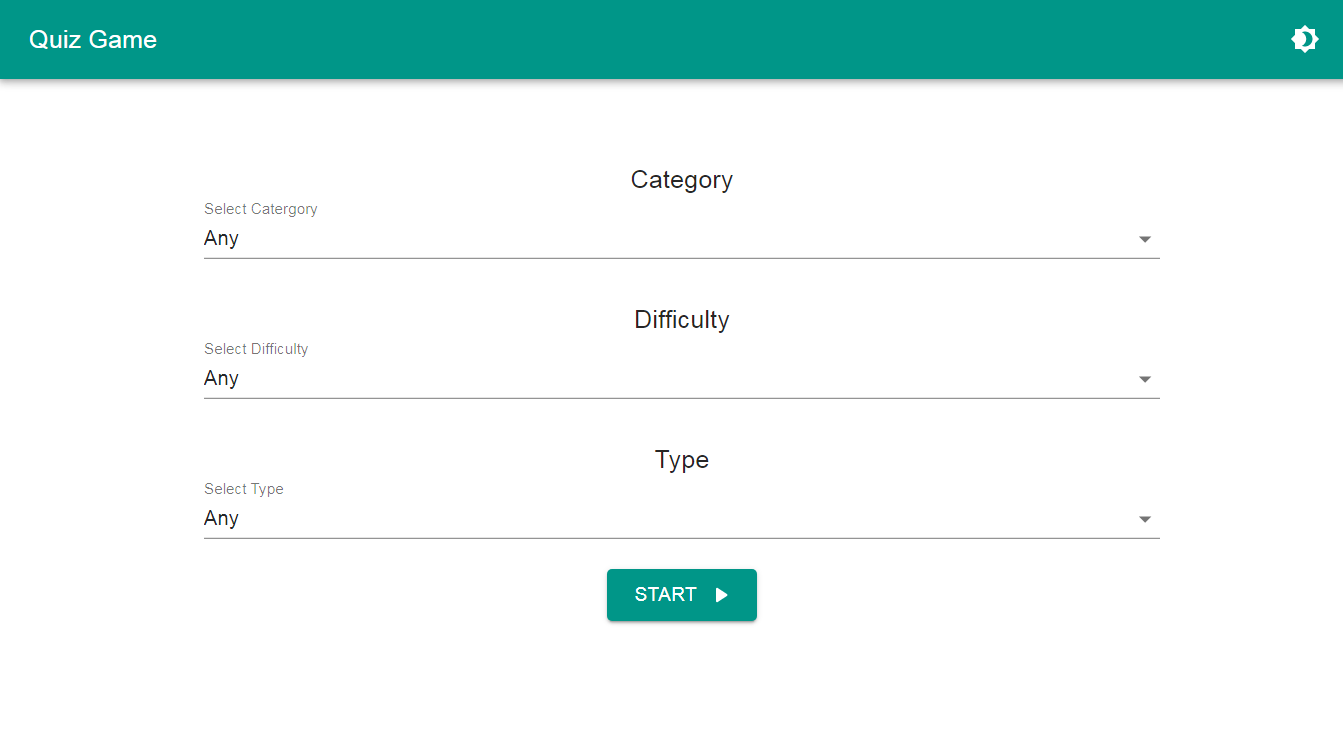 Quiz Game
Category
Select Catergory
Any
Difficulty
Select Difficulty
Any
Type
Select Type
Any
START